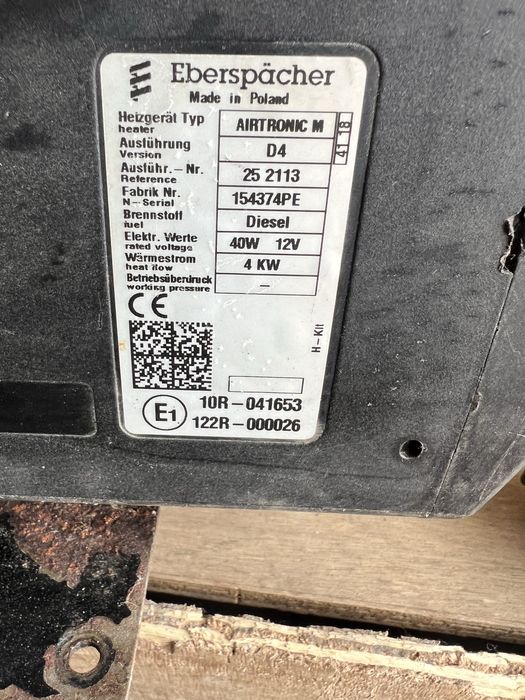 Eberspächer
Made in Poland
Heizgerät Typ
heater
AIRTRONIC M
41 18
Ausführung
Version
D4
Ausführ.-Nr.
Reference
25 2113
Fabrik Nr.
N-Serial
154374PE
Brennstoff
fuel
Diesel
Elektr. Werte
rated voltage
40W 12V
Wärmestrom
heat flow
4 KW
Betriebsüberdruck
working pressure
-
CE
H-Kit
E1
10R-041653
122R-000026